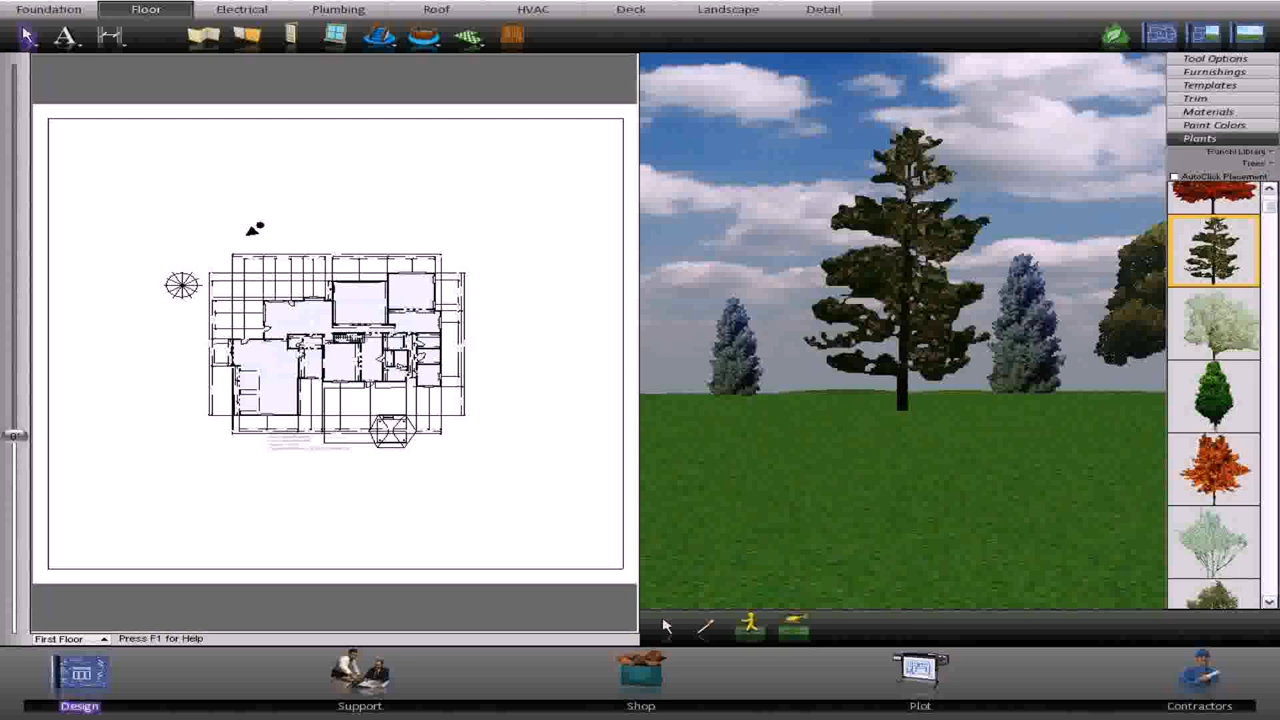 Foundation
Floor
Electrical
Plumbing
Roof
HVAC
Deck
Landscape
Detail
A
Tool Options
Furnishings
Templates
Trim
Materials
Paint Colors
Plants
Library
Trees
AutoClick Placement
First Floor
Press F1 for Help
Design
Support
Shop
Plot
Contractors